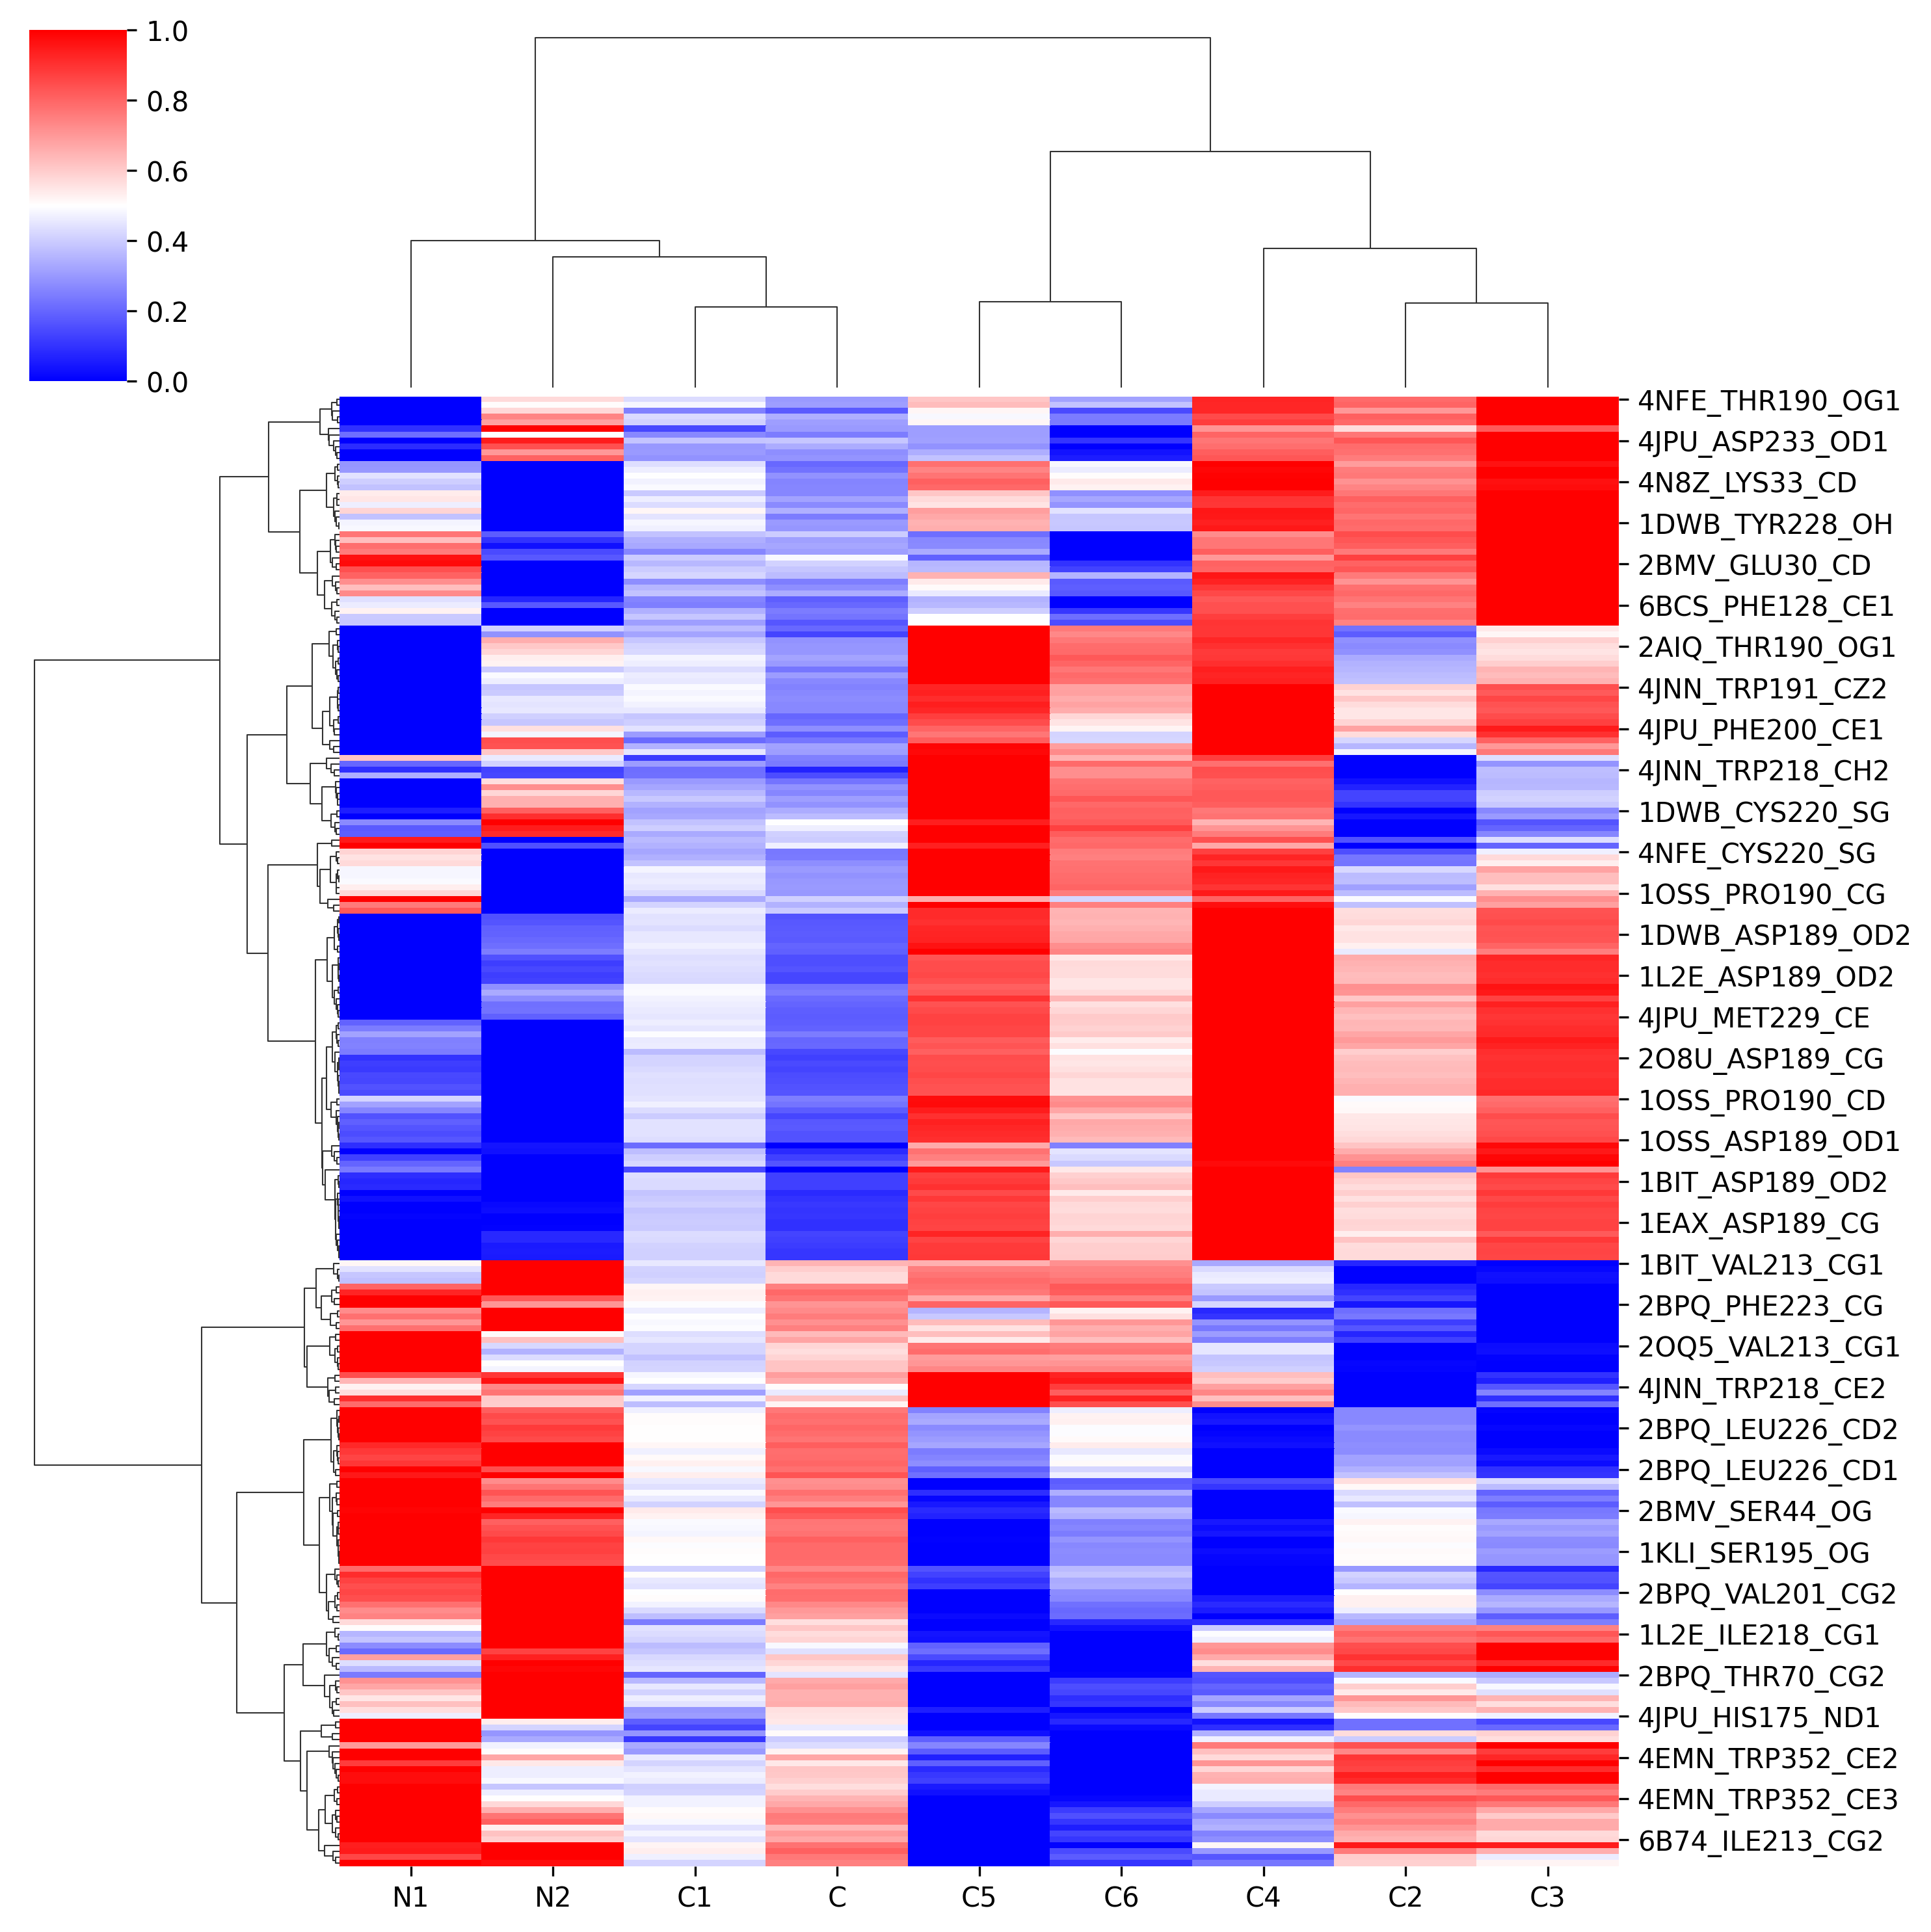 1.0
0.8
0.6
0.4
0.2
0.0
4NFE_THR190_OG1
4JPU_ASP233_OD1
4N8Z_LYS33_CD
1DWB_TYR228_OH
2BMV_GLU30_CD
6BCS_PHE128_CE1
2AIQ_THR190_OG1
4JNN_TRP191_CZ2
4JPU_PHE200_CE1
4JNN_TRP218_CH2
1DWB_CYS220_SG
4NFE_CYS220_SG
1OSS_PRO190_CG
1DWB_ASP189_OD2
1L2E_ASP189_OD2
4JPU_MET229_CE
2O8U_ASP189_CG
1OSS_PRO190_CD
1OSS_ASP189_OD1
1BIT_ASP189_OD2
1EAX_ASP189_CG
1BIT_VAL213_CG1
2BPQ_PHE223_CG
2OQ5_VAL213_CG1
4JNN_TRP218_CE2
2BPQ_LEU226_CD2
2BPQ_LEU226_CD1
2BMV_SER44_OG
1KLI_SER195_OG
2BPQ_VAL201_CG2
1L2E_ILE218_CG1
2BPQ_THR70_CG2
4JPU_HIS175_ND1
4EMN_TRP352_CE2
4EMN_TRP352_CE3
6B74_ILE213_CG2
N1 N2 C1 C C5 C6 C4 C2 C3